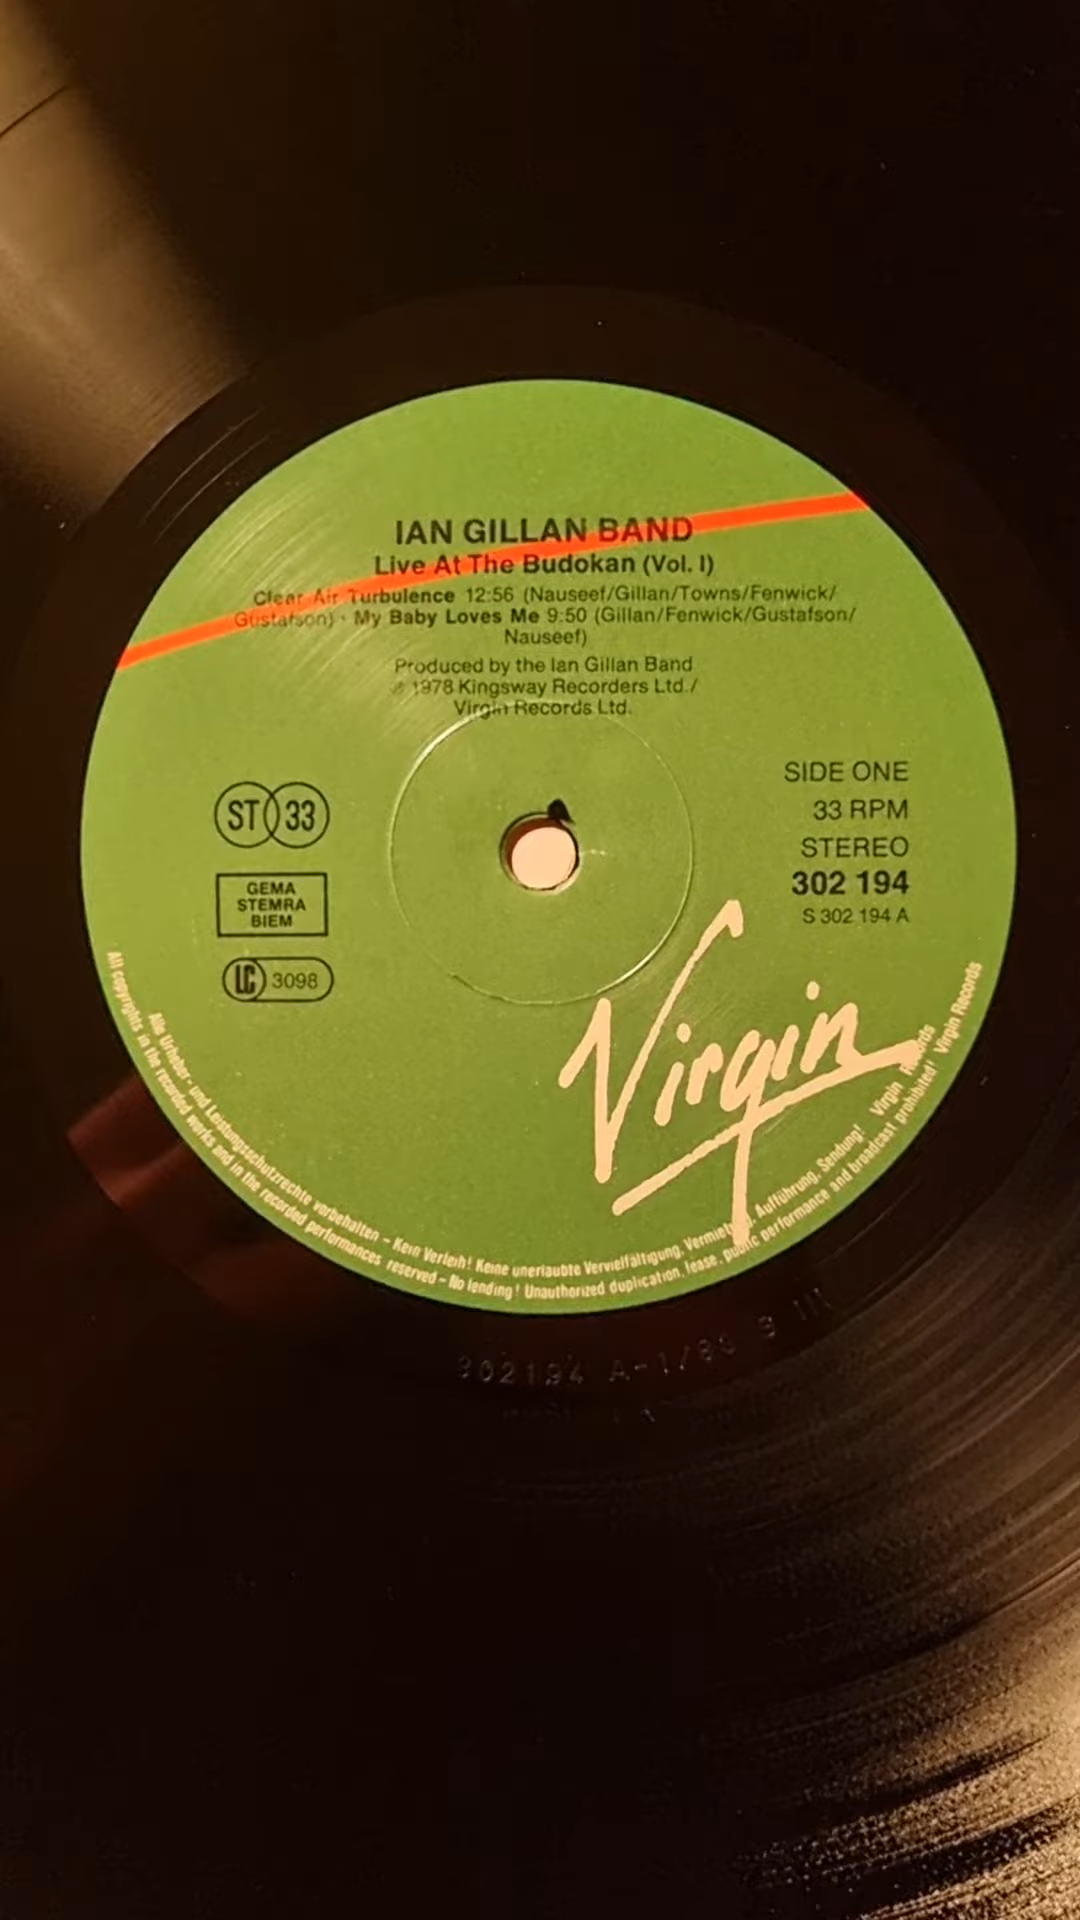 IAN GILLAN BAND
Live At The Budokan (Vol. I)
Clear Air Turbulence 12:56 (Nauseef/Gillan/Towns/Fenwick/
Gustafson) · My Baby Loves Me 9:50 (Gillan/Fenwick/Gustafson/
Nauseef)
Produced by the Ian Gillan Band
℗ 1978 Kingsway Recorders Ltd./
Virgin Records Ltd.
ST 33
GEMA
STEMRA
BIEM
LC 3098
SIDE ONE
33 RPM
STEREO
302 194
S 302 194 A
Virgin
Alle Urheber- und Leistungsschutzrechte vorbehalten – Kein Verleih! Keine unerlaubte Vervielfältigung, Vermietung, Aufführung, Sendung! Virgin Records
All copyrights in the recorded works and in the recorded performances reserved – No lending! Unauthorized duplication, lease, public performance and broadcast prohibited! Virgin Records
302194 A-1/80